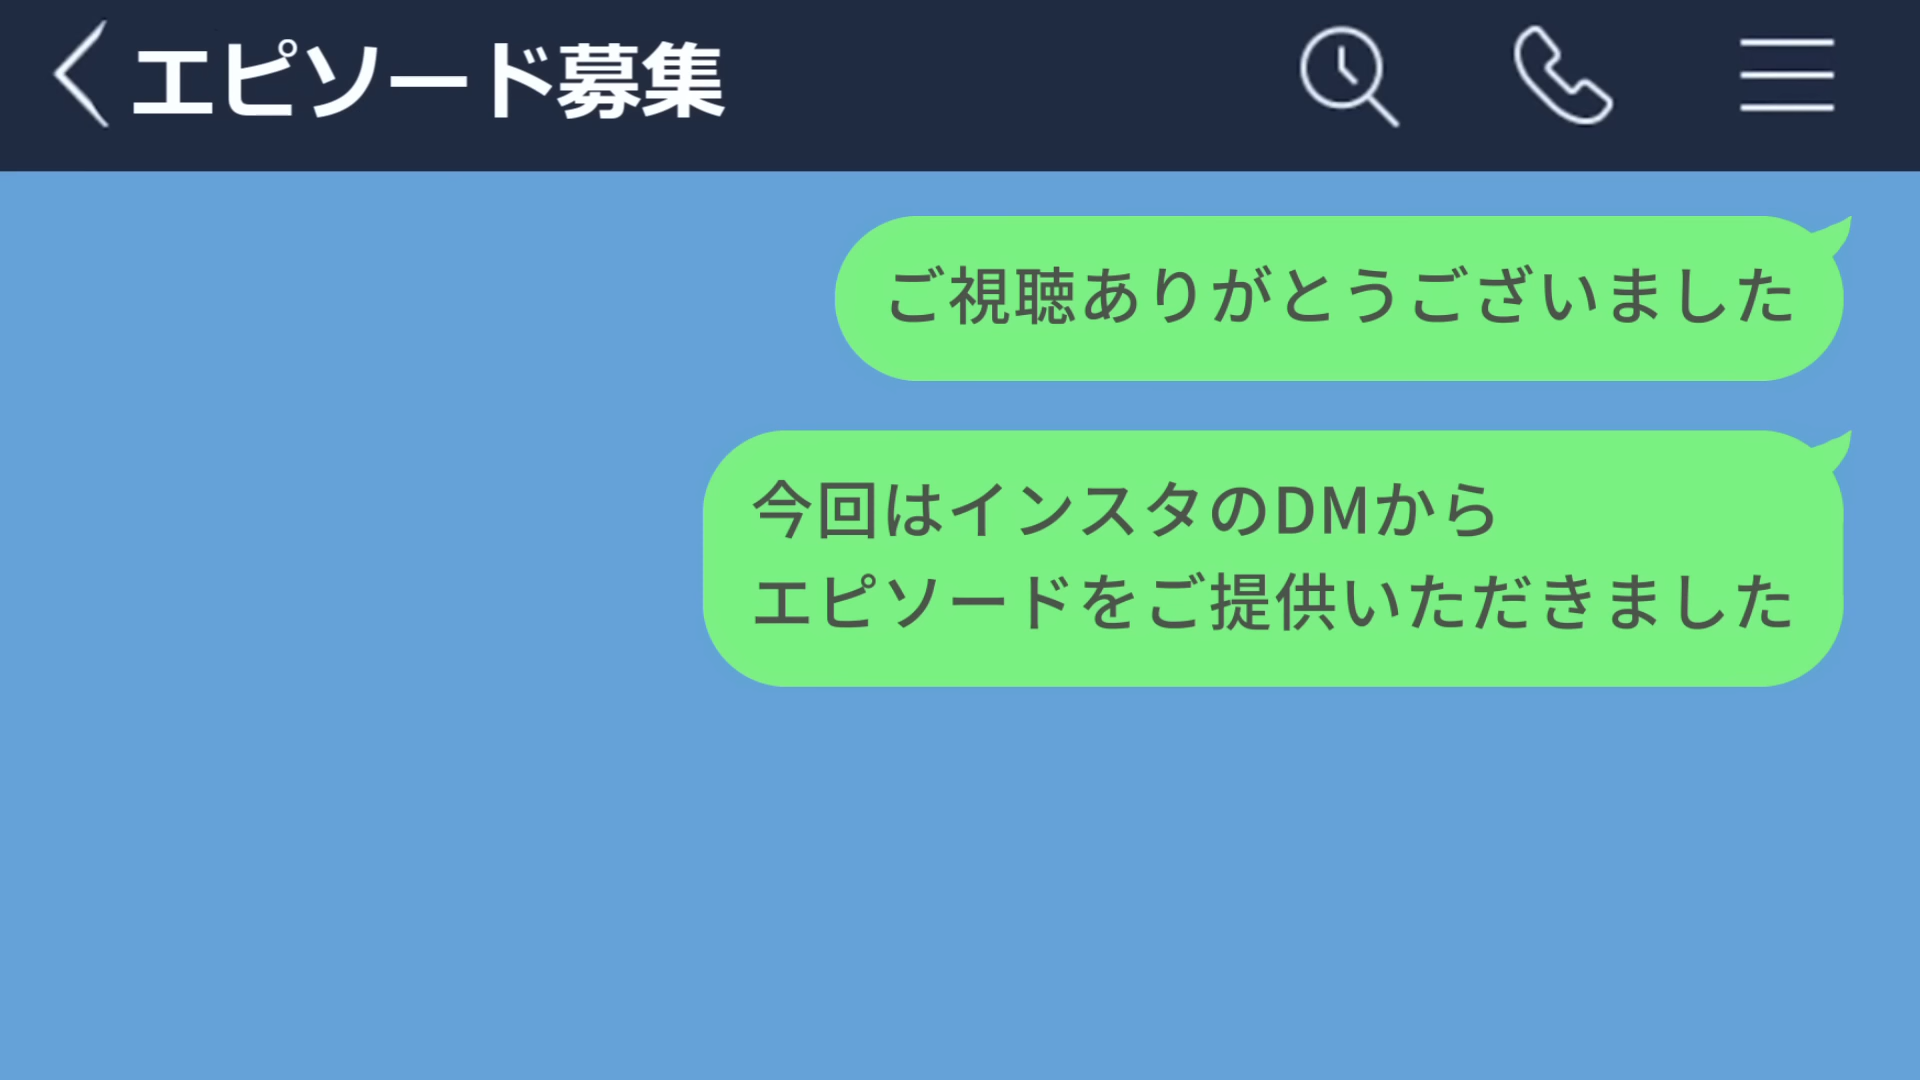 エピソード募集
ご視聴ありがとうございました
今回はインスタのDMから
エピソードをご提供いただきました